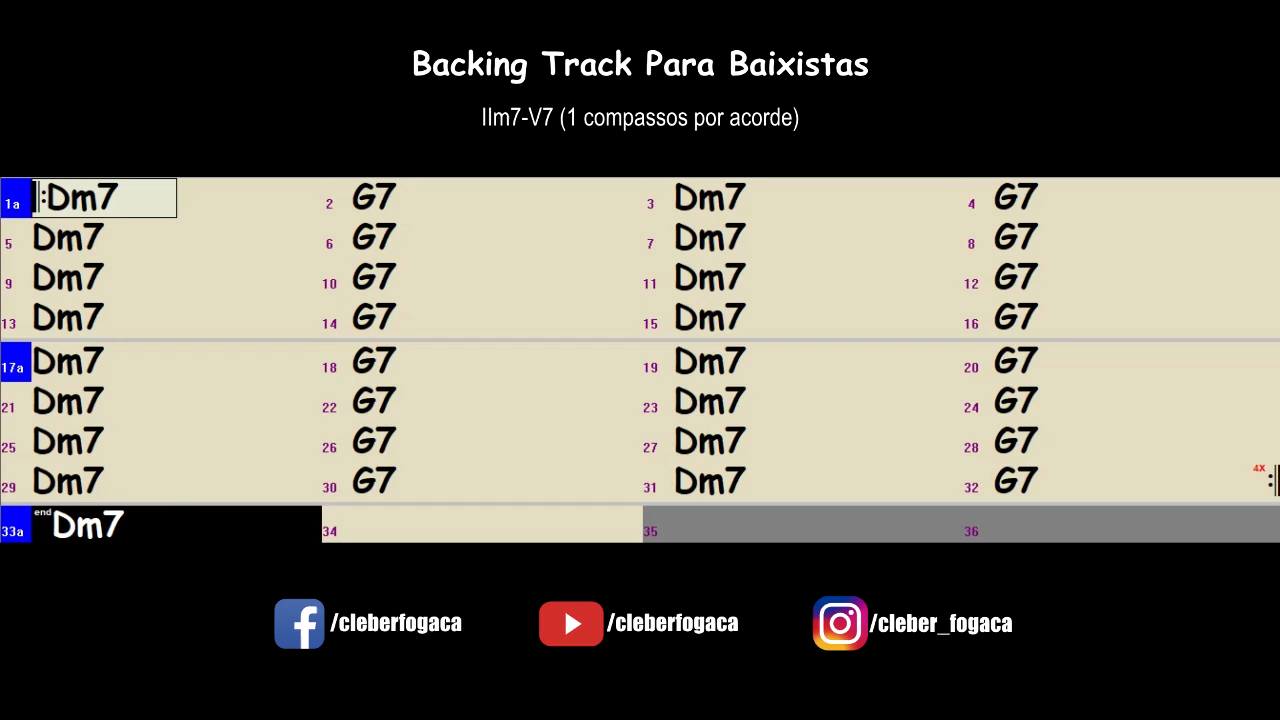 Backing Track Para Baixistas
IIm7-V7 (1 compassos por acorde)
1a Dm7 2 G7 3 Dm7 4 G7
5 Dm7 6 G7 7 Dm7 8 G7
9 Dm7 10 G7 11 Dm7 12 G7
13 Dm7 14 G7 15 Dm7 16 G7
17a Dm7 18 G7 19 Dm7 20 G7
21 Dm7 22 G7 23 Dm7 24 G7
25 Dm7 26 G7 27 Dm7 28 G7
29 Dm7 30 G7 31 Dm7 32 G7 4X
33a end Dm7 34 35 36
/cleberfogaca /cleberfogaca /cleber_fogaca